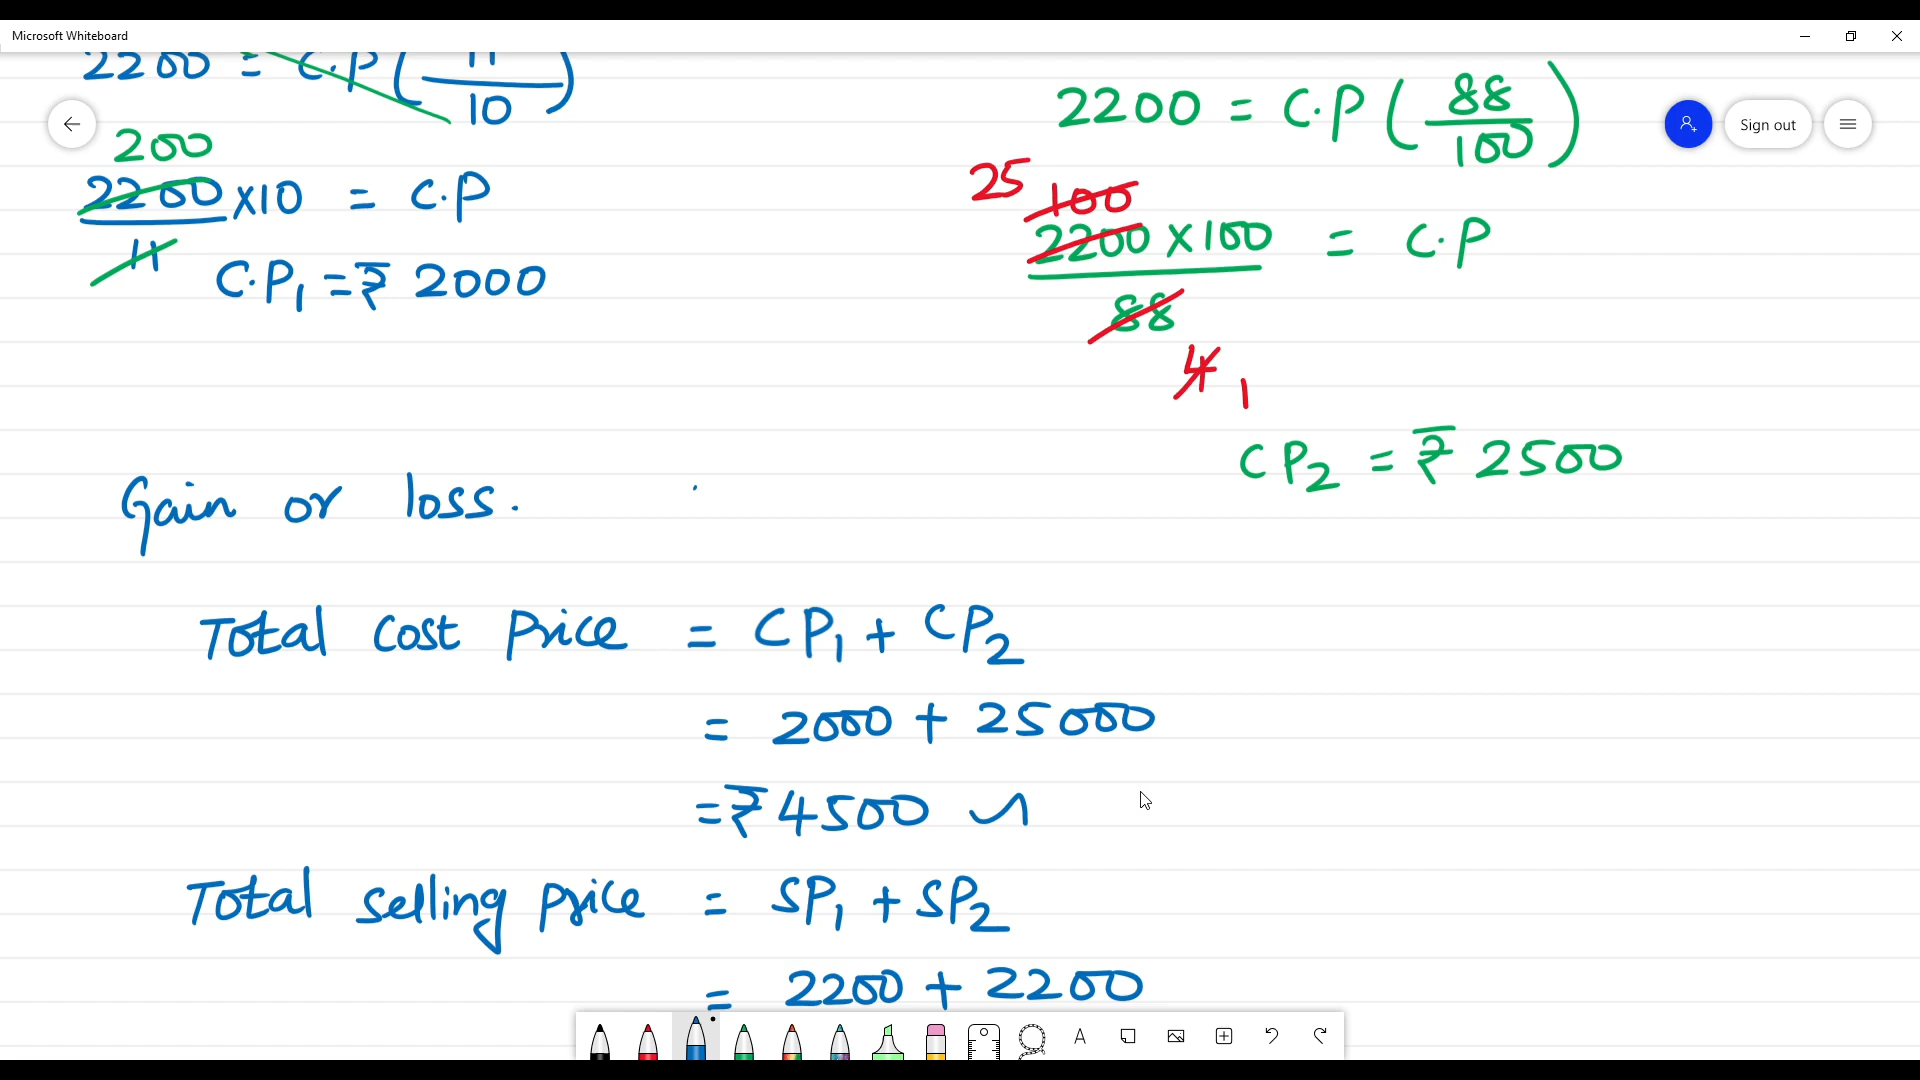 Microsoft Whiteboard
2200 = C.P ( 11 / 10 )
200
2200 x10 = C.P
11
C.P1 = ₹ 2000
2200 = C.P ( 88 / 100 )
Sign out
25 100
2200 x100 = C.P
88
4 1
CP2 = ₹ 2500
Gain or loss.
Total cost price = CP1 + CP2
= 2000 + 25000
= ₹ 4500
Total selling price = SP1 + SP2
= 2200 + 2200
A